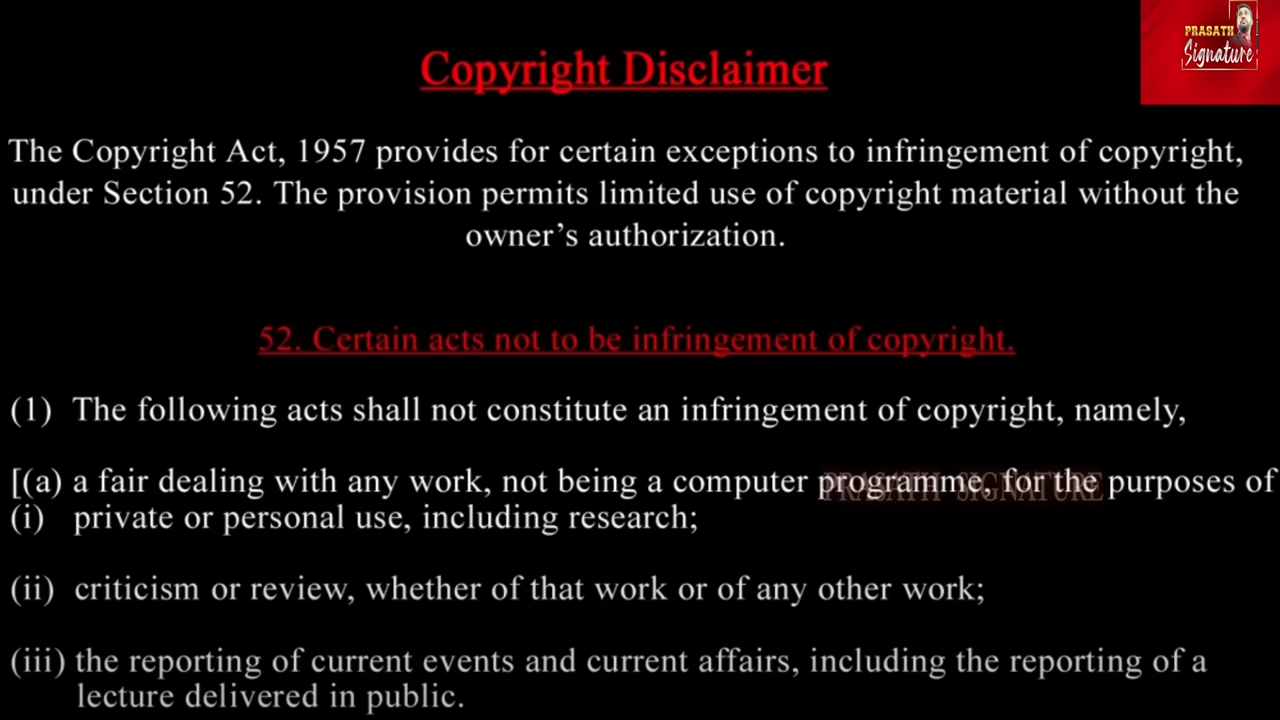 PRASATH
Signature
Copyright Disclaimer
The Copyright Act, 1957 provides for certain exceptions to infringement of copyright,
under Section 52. The provision permits limited use of copyright material without the
owner’s authorization.
52. Certain acts not to be infringement of copyright.
(1) The following acts shall not constitute an infringement of copyright, namely,
[(a) a fair dealing with any work, not being a computer programme, for the purposes of
PRASATH SIGNATURE
(i) private or personal use, including research;
(ii) criticism or review, whether of that work or of any other work;
(iii) the reporting of current events and current affairs, including the reporting of a
lecture delivered in public.